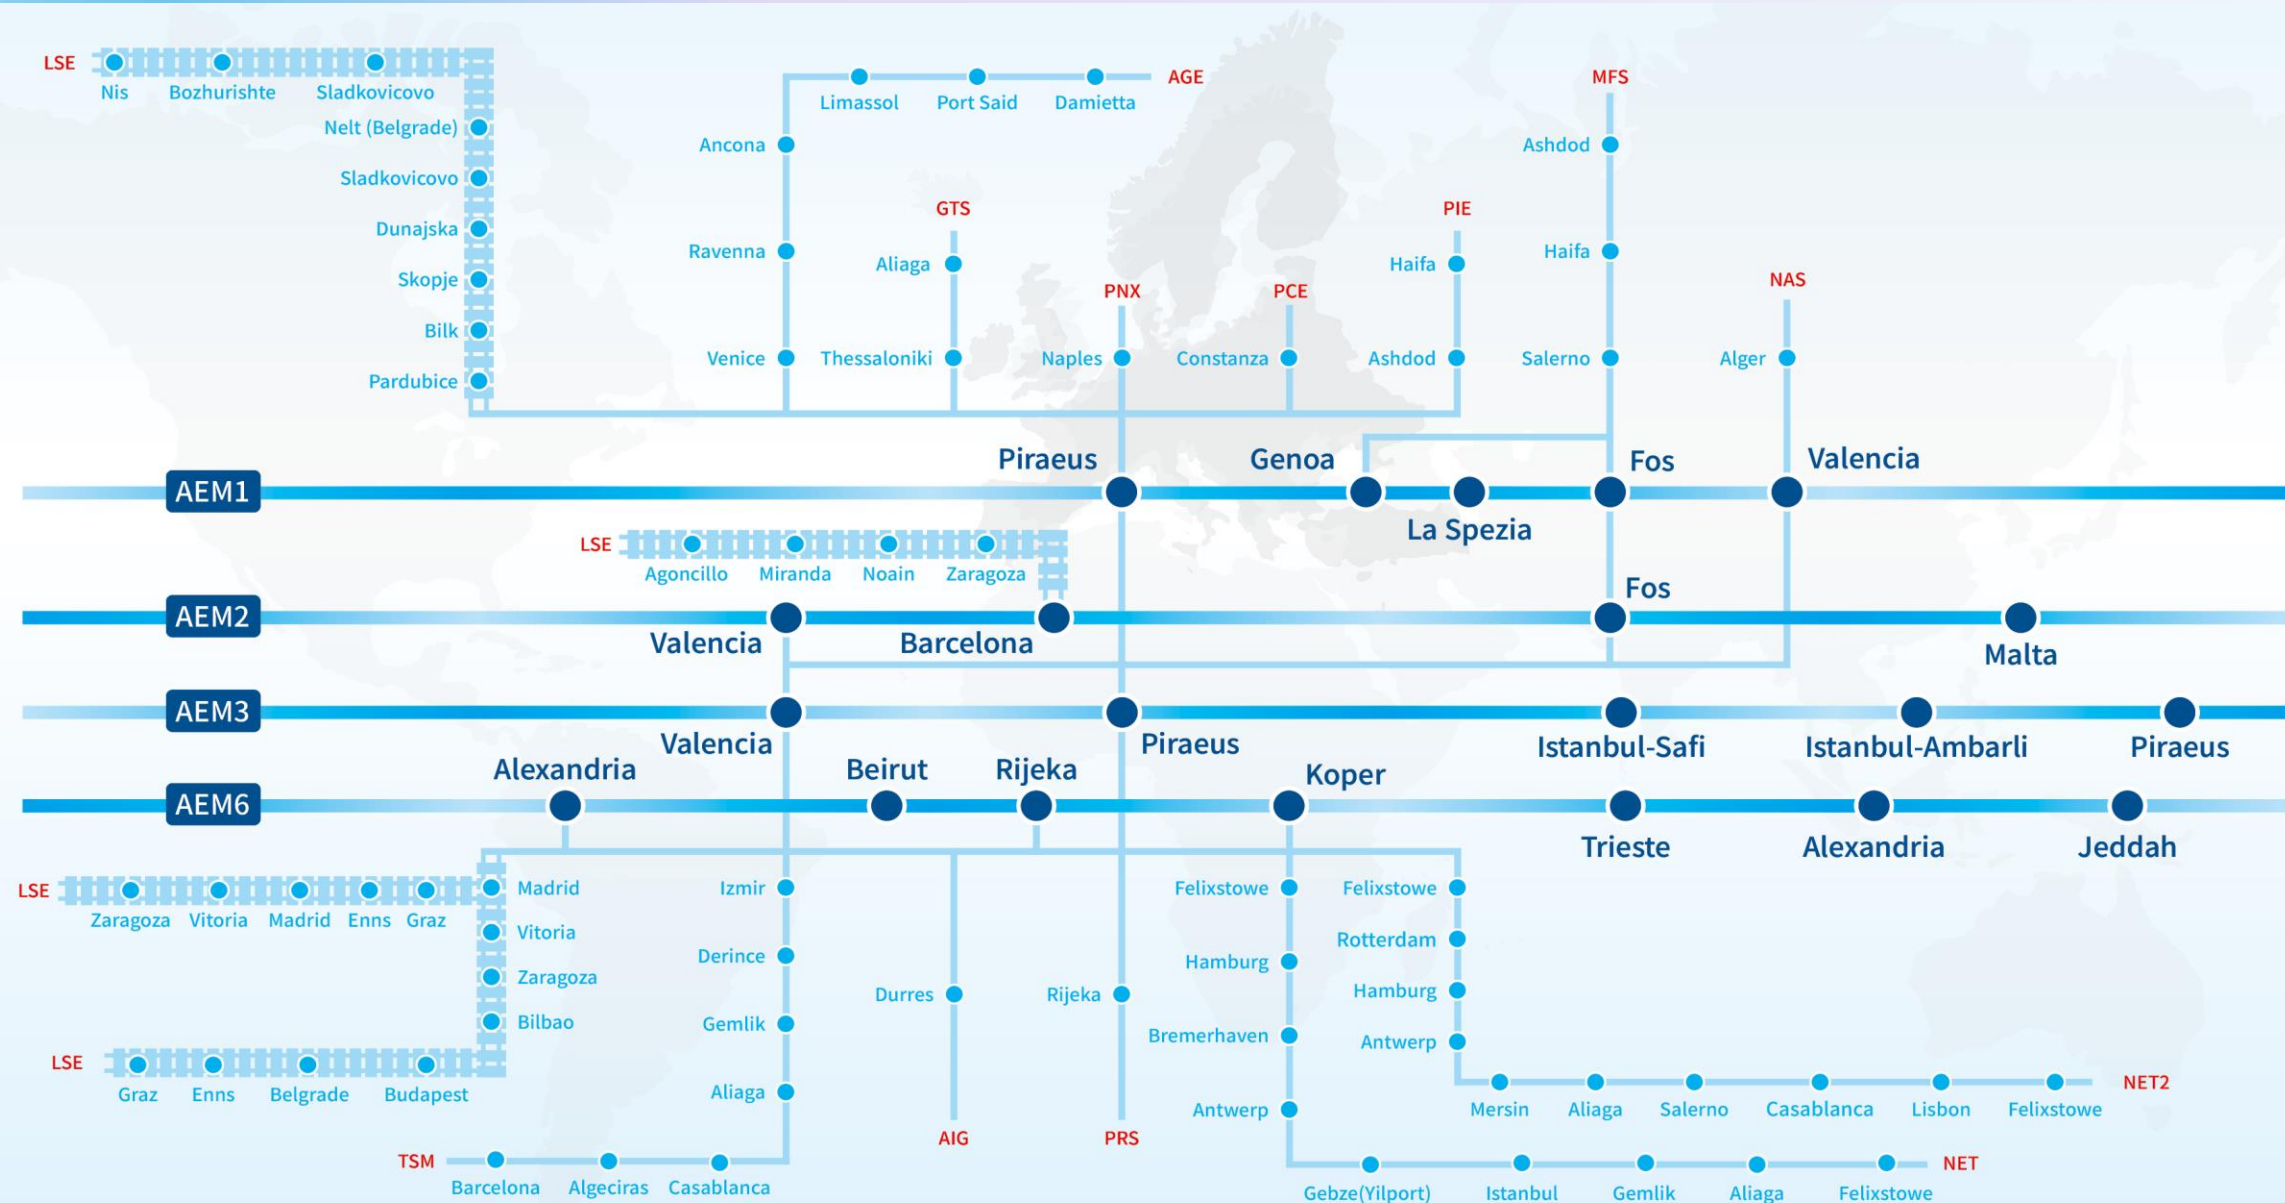 LSE
Nis
Bozhurishte
Sladkovicovo
Nelt (Belgrade)
Sladkovicovo
Dunajska
Skopje
Bilk
Pardubice
Limassol
Port Said
Damietta
AGE
Ancona
Ravenna
Venice
GTS
Aliaga
Thessaloniki
PNX
Naples
PCE
Constanza
PIE
Haifa
Ashdod
MFS
Ashdod
Haifa
Salerno
NAS
Alger
AEM1
Piraeus
Genoa
La Spezia
Fos
Valencia
LSE
Agoncillo
Miranda
Noain
Zaragoza
AEM2
Valencia
Barcelona
Fos
Malta
AEM3
Valencia
Piraeus
Istanbul-Safi
Istanbul-Ambarli
Piraeus
AEM6
Alexandria
Beirut
Rijeka
Koper
Trieste
Alexandria
Jeddah
LSE
Zaragoza
Vitoria
Madrid
Enns
Graz
Madrid
Vitoria
Zaragoza
Bilbao
LSE
Graz
Enns
Belgrade
Budapest
Izmir
Derince
Gemlik
Aliaga
TSM
Barcelona
Algeciras
Casablanca
Durres
AIG
Rijeka
PRS
Felixstowe
Hamburg
Bremerhaven
Antwerp
Gebze(Yilport)
Istanbul
Gemlik
Aliaga
Felixstowe
NET
Felixstowe
Rotterdam
Hamburg
Antwerp
Mersin
Aliaga
Salerno
Casablanca
Lisbon
Felixstowe
NET2